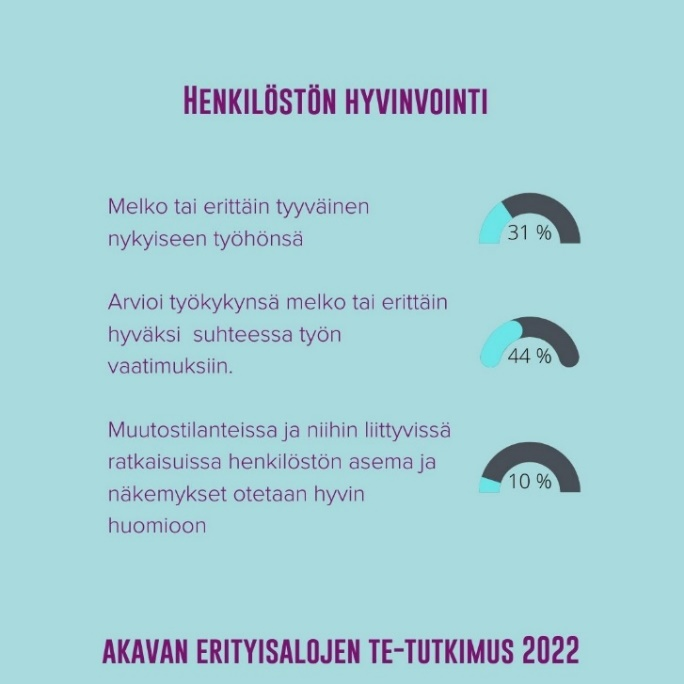 HENKILÖSTÖN HYVINVOINTI
Melko tai erittäin tyyväinen
nykyiseen työhönsä
31 %
Arvioi työkykynsä melko tai erittäin
hyväksi suhteessa työn
vaatimuksiin.
44 %
Muutostilanteissa ja niihin liittyvissä
ratkaisuissa henkilöstön asema ja
näkemykset otetaan hyvin
huomioon
10 %
AKAVAN ERITYISALOJEN TE-TUTKIMUS 2022